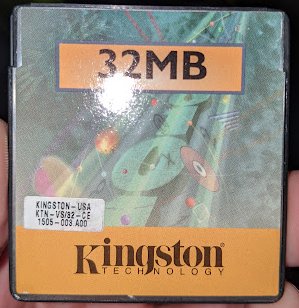 32MB
KINGSTON-USA
KTN-VS/32-CE
1505-003.A00
Kingston
TECHNOLOGY